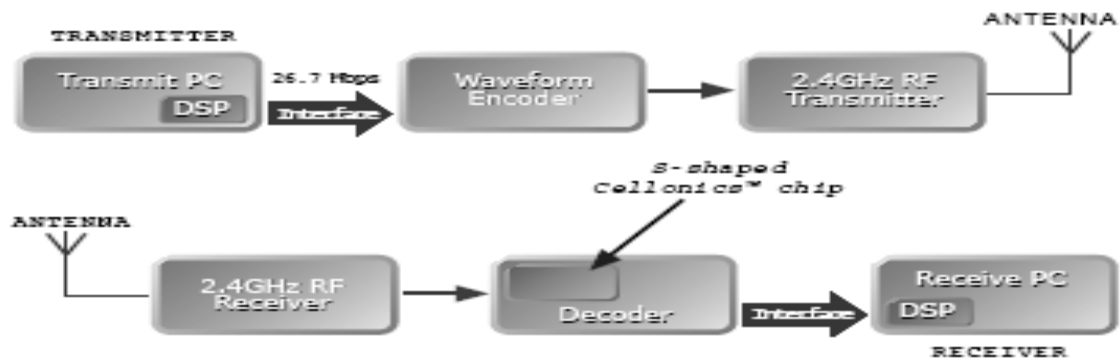 TRANSMITTER
ANTENNA
Transmit PC
DSP
26.7 Mbps
Interface
Waveform
Encoder
2.4GHz RF
Transmitter
S-shaped
Cellonics™ chip
ANTENNA
2.4GHz RF
Receiver
Decoder
Interface
Receive PC
DSP
RECEIVER